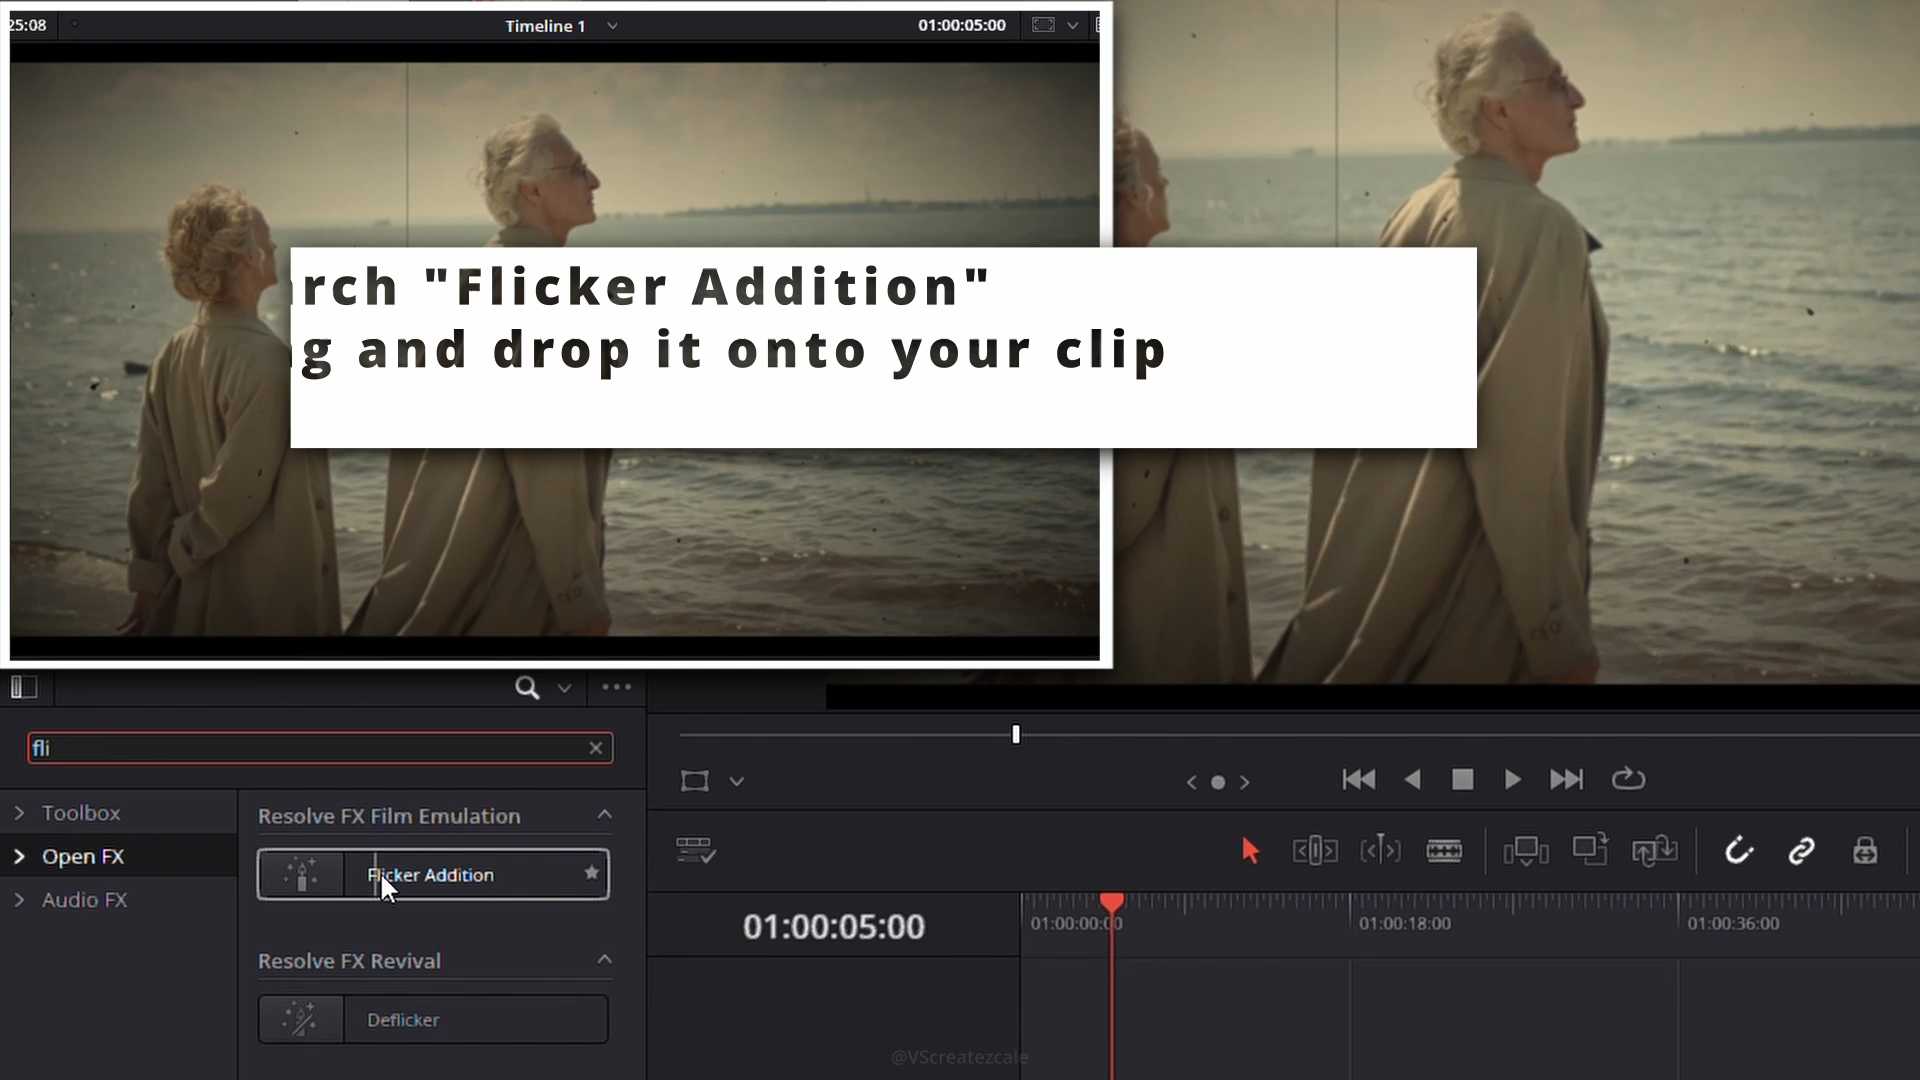 25:08
Timeline 1
01:00:05:00
rch "Flicker Addition"
g and drop it onto your clip
fli
Toolbox
Open FX
Audio FX
Resolve FX Film Emulation
Flicker Addition
Resolve FX Revival
Deflicker
01:00:05:00
01:00:00:00
01:00:18:00
01:00:36:00
@VScreatezcale